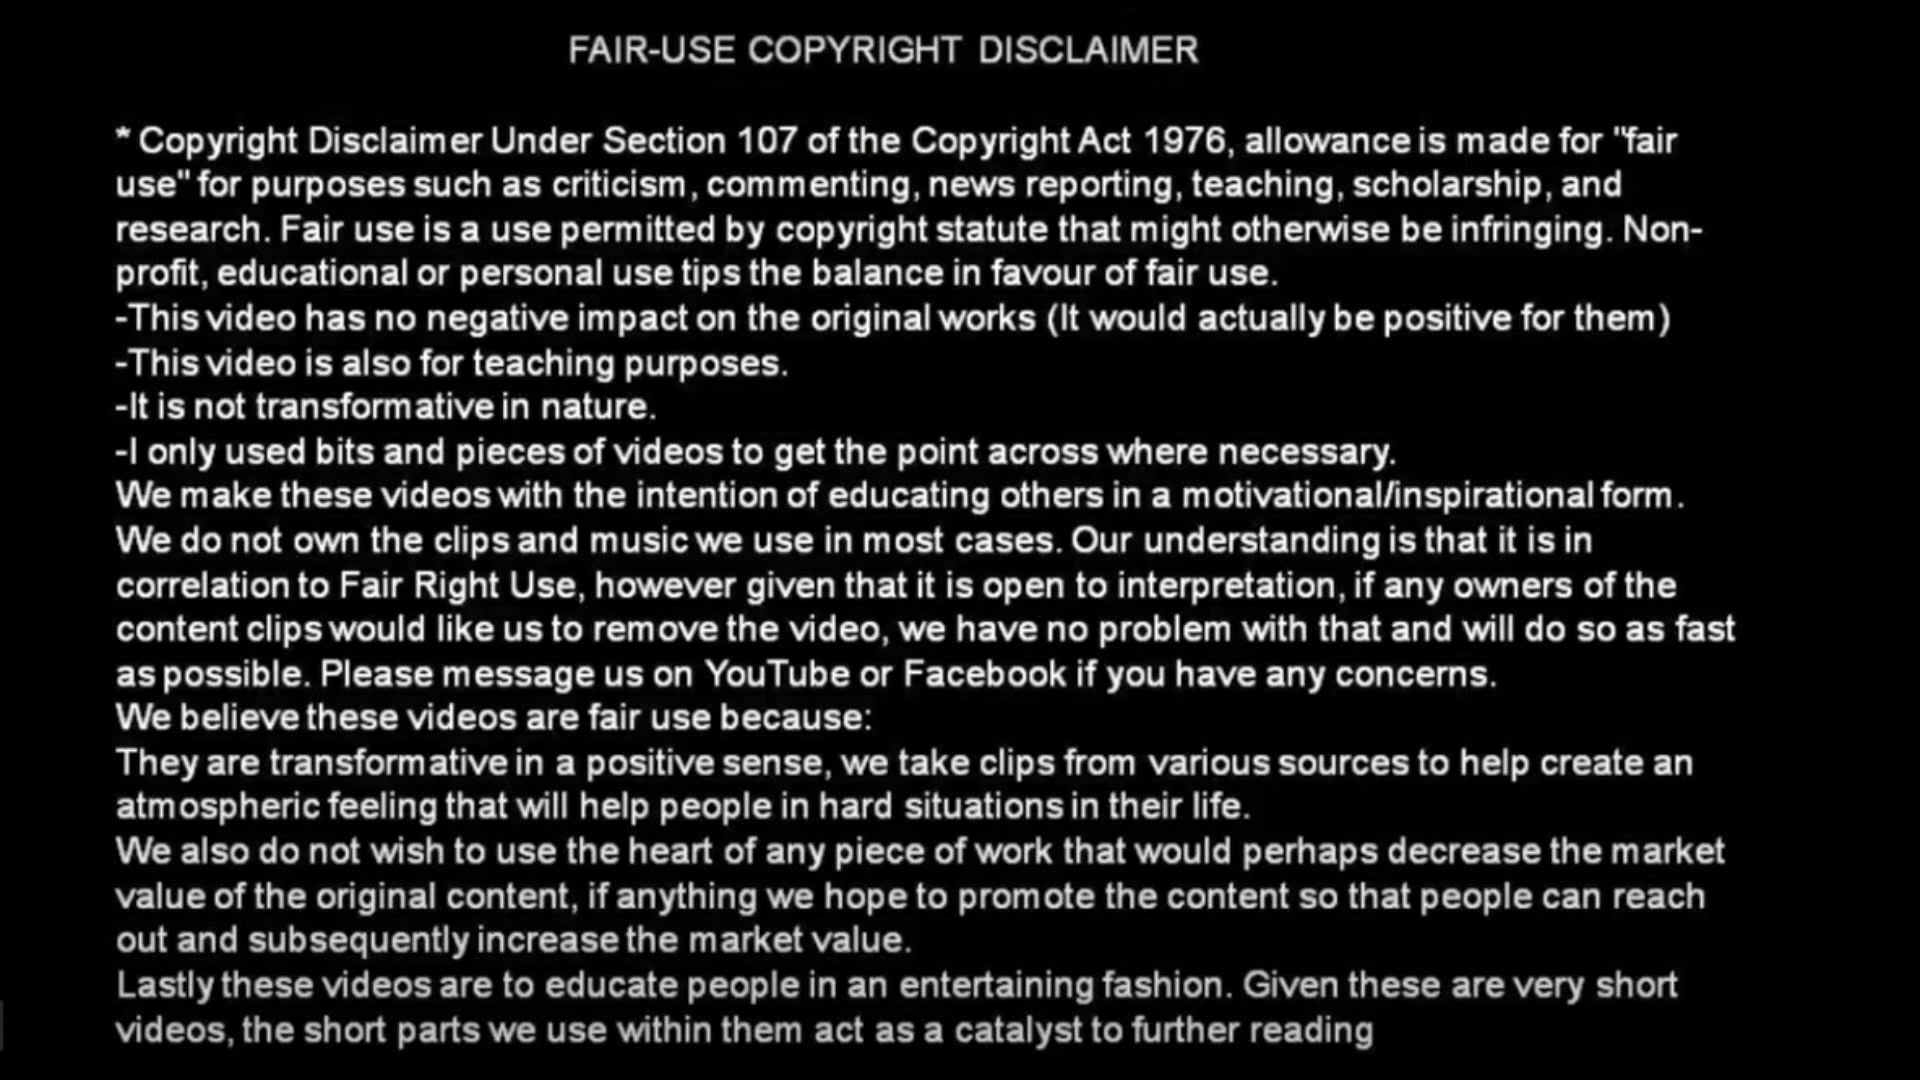 FAIR-USE COPYRIGHT DISCLAIMER
* Copyright Disclaimer Under Section 107 of the Copyright Act 1976, allowance is made for "fair
use" for purposes such as criticism, commenting, news reporting, teaching, scholarship, and
research. Fair use is a use permitted by copyright statute that might otherwise be infringing. Non-
profit, educational or personal use tips the balance in favour of fair use.
-This video has no negative impact on the original works (It would actually be positive for them)
-This video is also for teaching purposes.
-It is not transformative in nature.
-I only used bits and pieces of videos to get the point across where necessary.
We make these videos with the intention of educating others in a motivational/inspirational form.
We do not own the clips and music we use in most cases. Our understanding is that it is in
correlation to Fair Right Use, however given that it is open to interpretation, if any owners of the
content clips would like us to remove the video, we have no problem with that and will do so as fast
as possible. Please message us on YouTube or Facebook if you have any concerns.
We believe these videos are fair use because:
They are transformative in a positive sense, we take clips from various sources to help create an
atmospheric feeling that will help people in hard situations in their life.
We also do not wish to use the heart of any piece of work that would perhaps decrease the market
value of the original content, if anything we hope to promote the content so that people can reach
out and subsequently increase the market value.
Lastly these videos are to educate people in an entertaining fashion. Given these are very short
videos, the short parts we use within them act as a catalyst to further reading